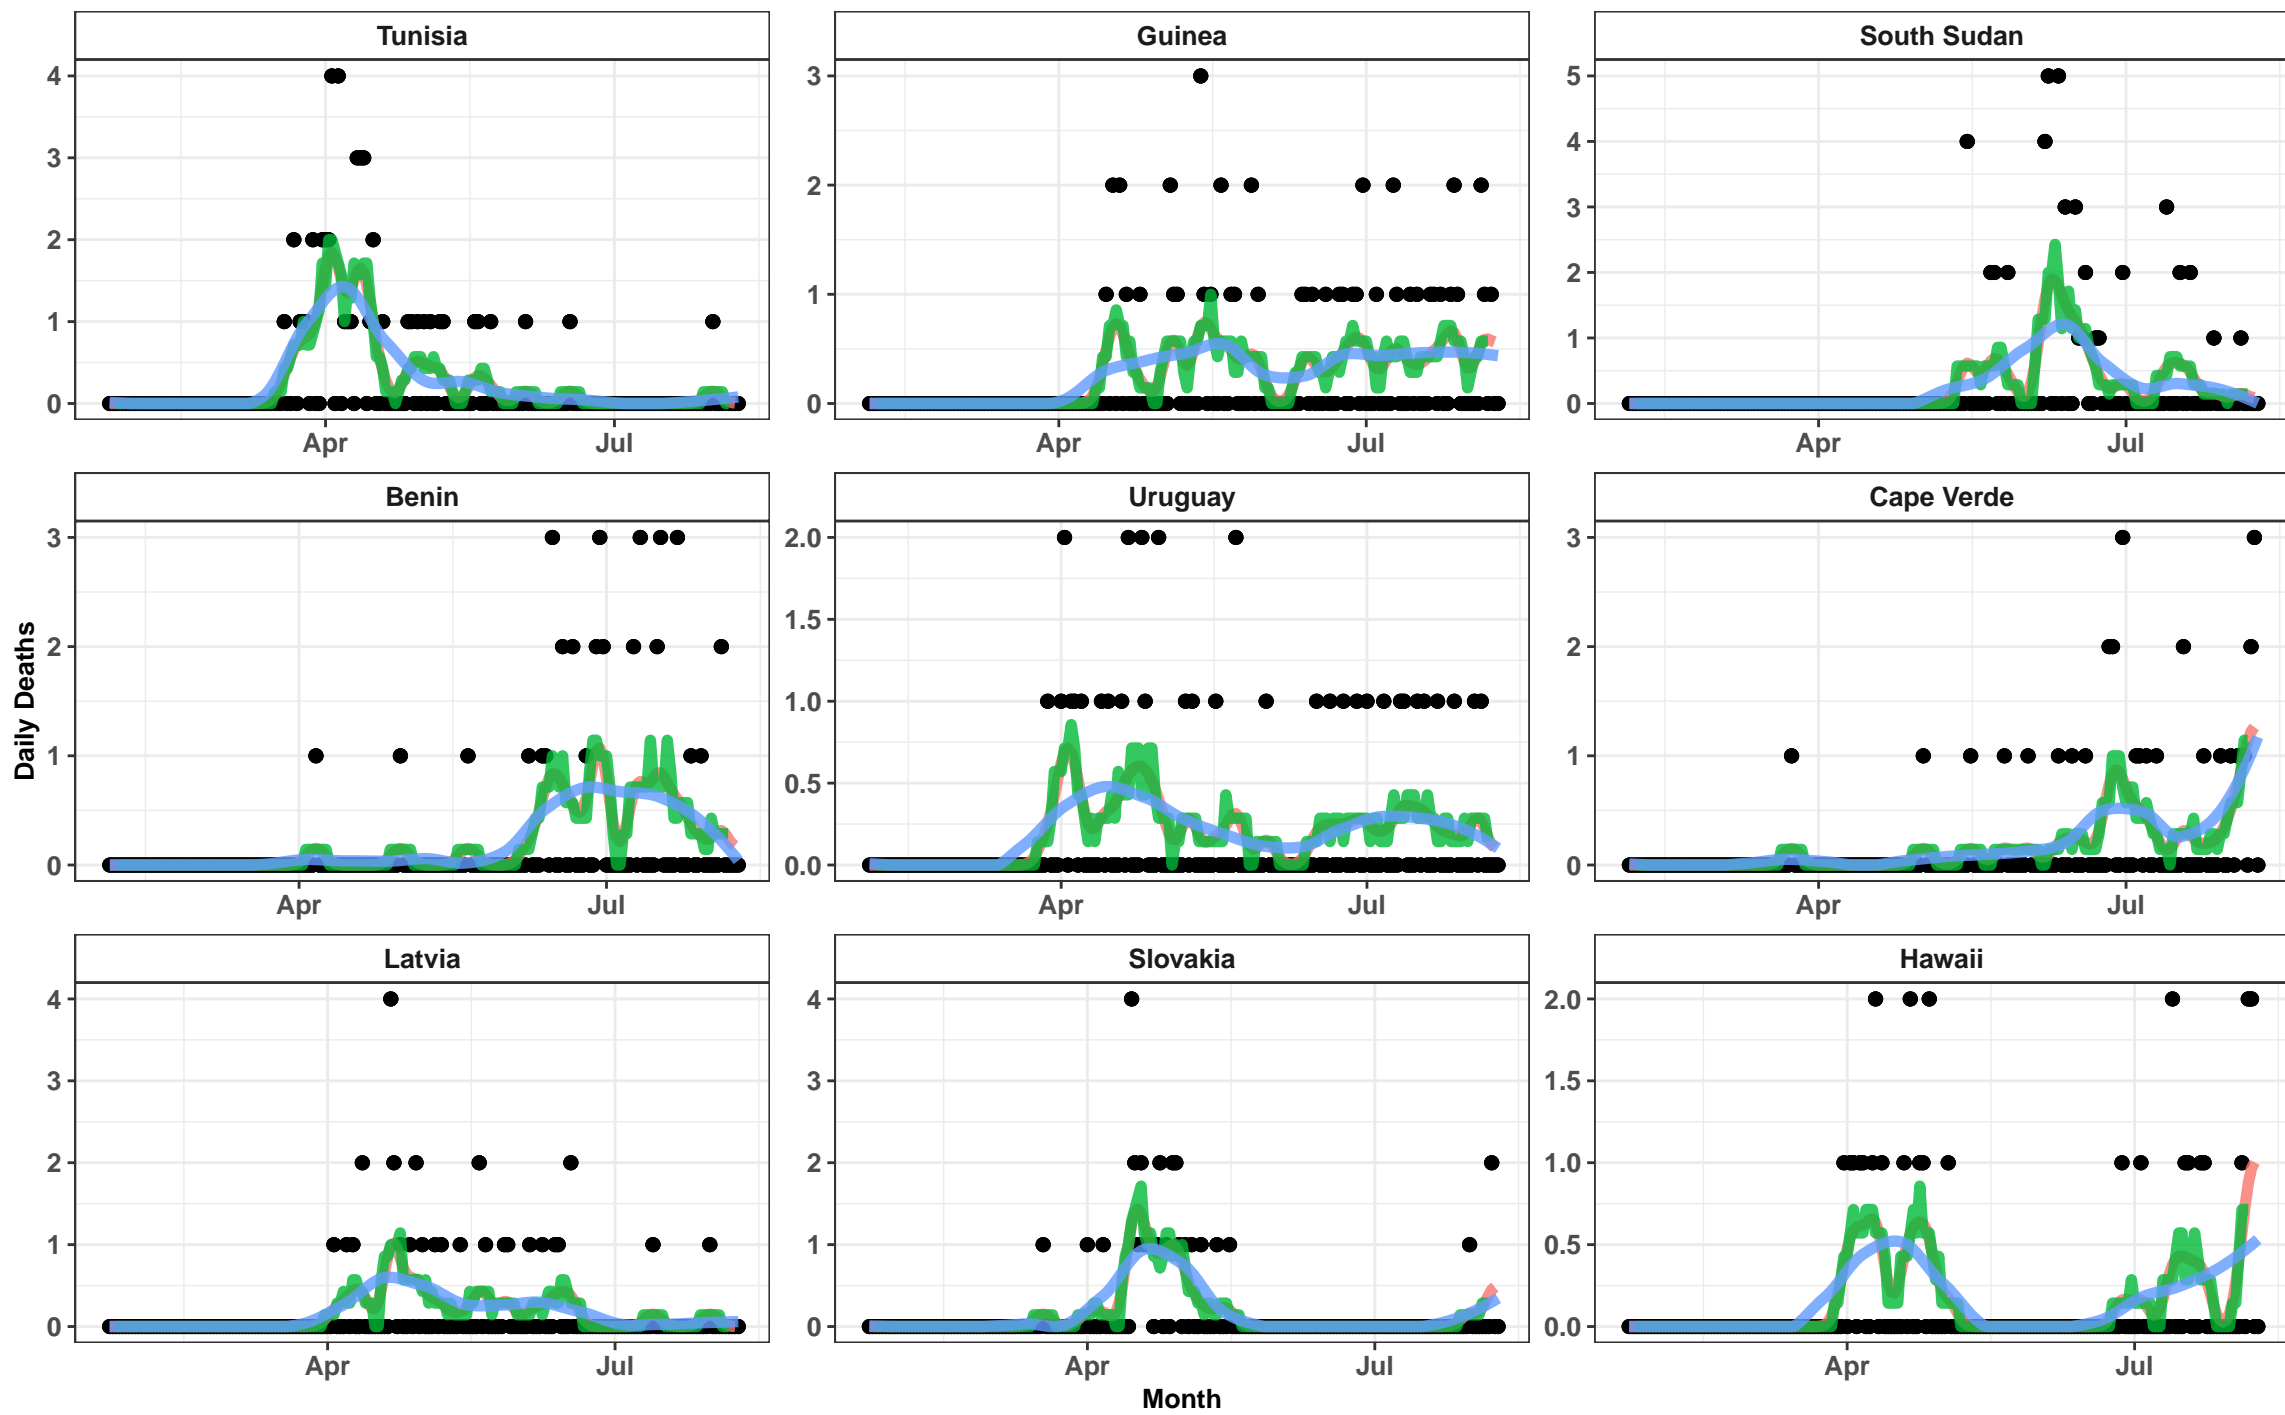 Tunisia Guinea South Sudan
4 3 5
3 2 4
2 1 3
1 0 2
0 1
0
Apr Jul Apr Jul Apr Jul
Benin Uruguay Cape Verde
3 2.0 3
2 1.5 2
1 1.0 1
0 0.5 0
0.0
Apr Jul Apr Jul Apr Jul
Daily Deaths
Latvia Slovakia Hawaii
4 4 2.0
3 3 1.5
2 2 1.0
1 1 0.5
0 0 0.0
Apr Jul Apr Jul Apr Jul
Month